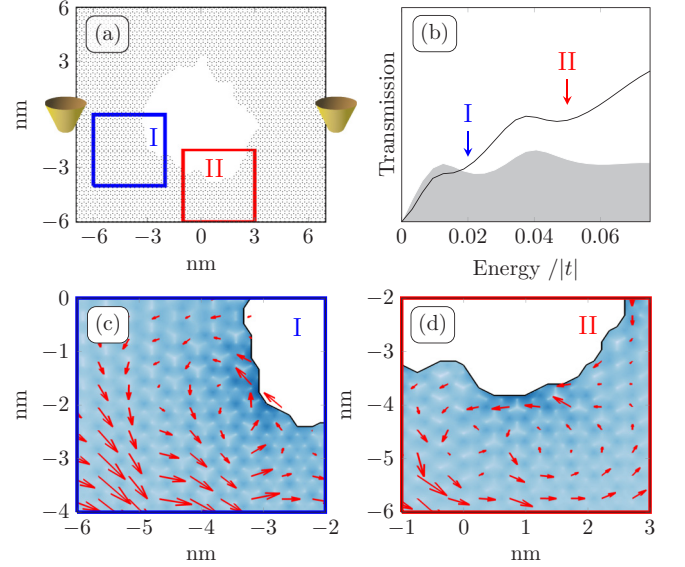 6
(a)
3
nm
0
I
−3
II
−6
−6 −3 0 3 6
nm
(b)
Transmission
I
II
0 0.02 0.04 0.06
Energy /|t|
0
(c)
I
−1
nm
−2
−3
−4
−6 −5 −4 −3 −2
nm
−2
(d)
II
−3
nm
−4
−5
−6
−1 0 1 2 3
nm